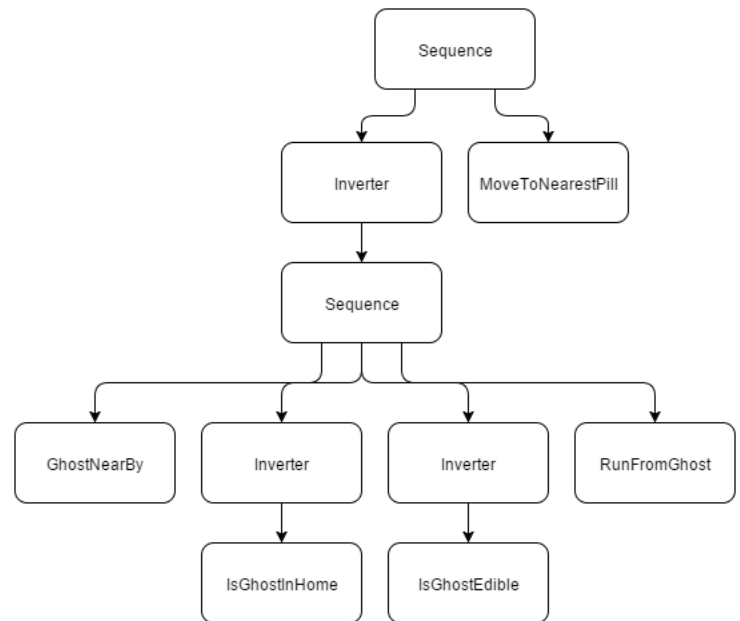 Sequence
Inverter
MoveToNearestPill
Sequence
GhostNearBy
Inverter
Inverter
RunFromGhost
IsGhostInHome
IsGhostEdible